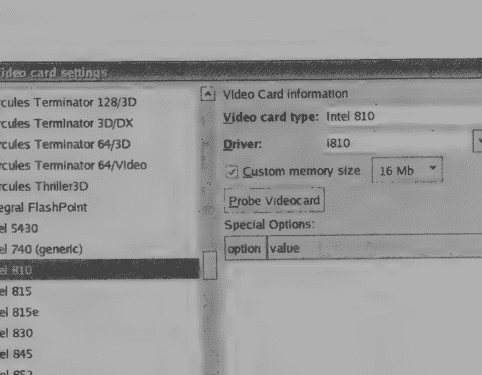 ideo card settings
rcules Terminator 128/3D
rcules Terminator 3D/DX
rcules Terminator 64/3D
rcules Terminator 64/Video
rcules Thriller3D
egral FlashPoint
el 5430
el 740 (generic)
el 810
el 815
el 815e
el 830
el 845
el 852
Video Card information
Video card type: Intel 810
Driver: i810
Custom memory size 16 Mb
Probe Videocard
Special Options:
option value